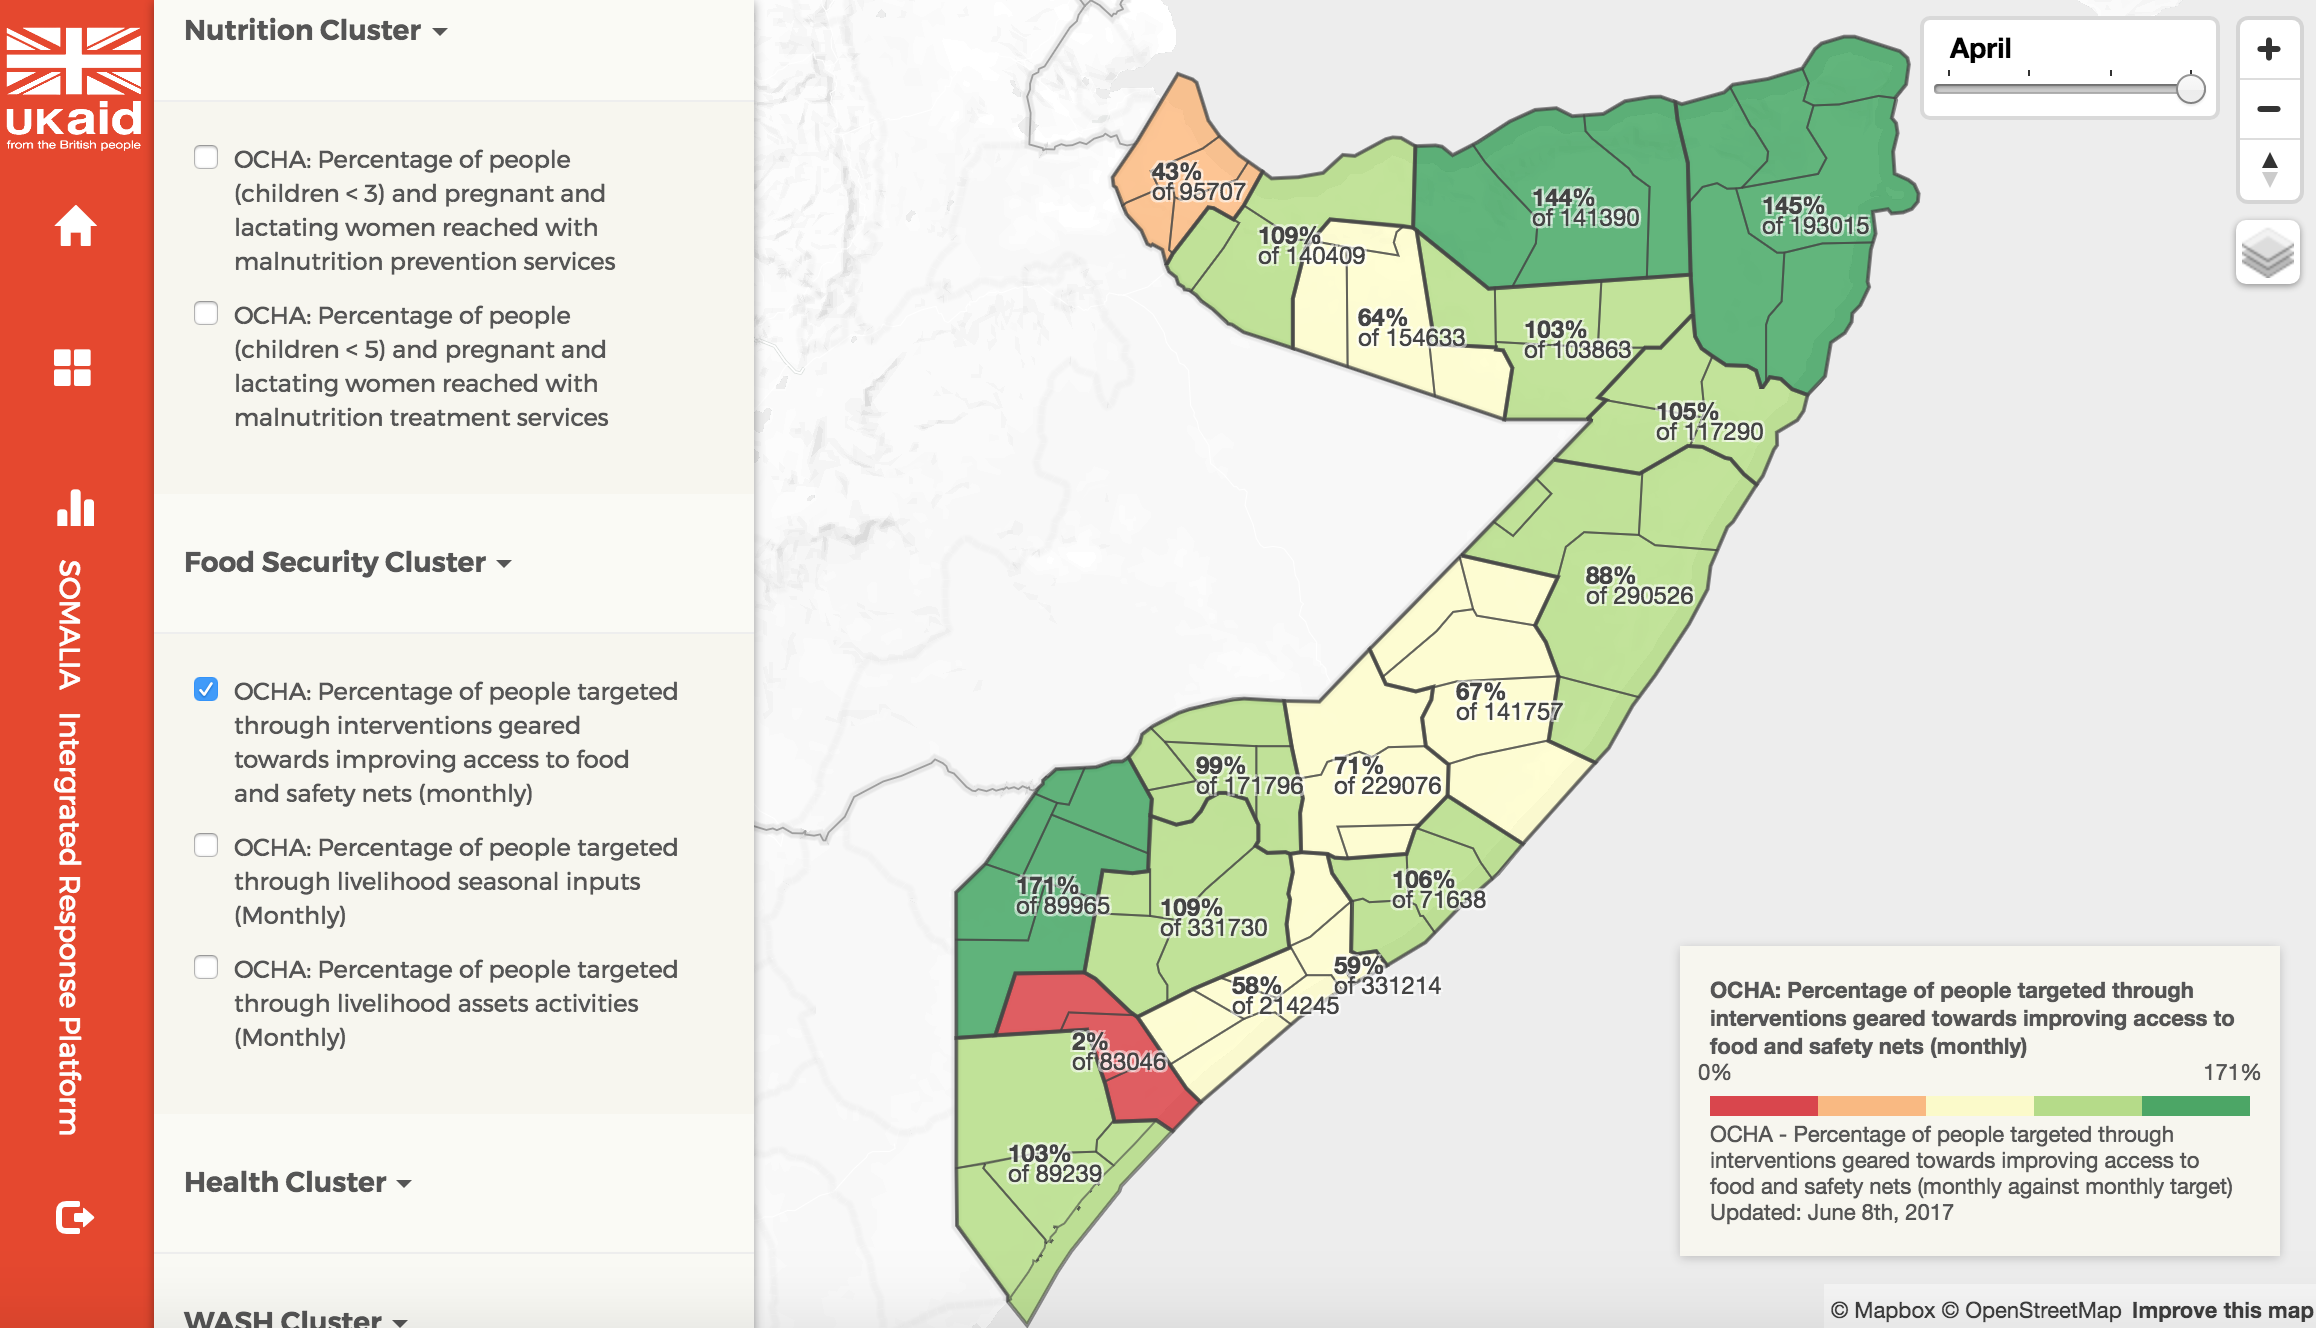 UKaid
from the British people
SOMALIA Intergrated Response Platform
Nutrition Cluster
OCHA: Percentage of people
(children < 3) and pregnant and
lactating women reached with
malnutrition prevention services
OCHA: Percentage of people
(children < 5) and pregnant and
lactating women reached with
malnutrition treatment services
Food Security Cluster
OCHA: Percentage of people targeted
through interventions geared
towards improving access to food
and safety nets (monthly)
OCHA: Percentage of people targeted
through livelihood seasonal inputs
(Monthly)
OCHA: Percentage of people targeted
through livelihood assets activities
(Monthly)
Health Cluster
WASH Cluster
April
43%
of 95707
109%
of 140409
144%
of 141390
145%
of 193015
64%
of 154633
103%
of 103863
105%
of 117290
88%
of 290526
67%
of 141757
99%
of 171796
71%
of 229076
171%
of 89965
109%
of 331730
106%
of 71638
58%
of 214245
59%
of 331214
2%
of 83046
103%
of 89239
OCHA: Percentage of people targeted through
interventions geared towards improving access to
food and safety nets (monthly)
0% 171%
OCHA - Percentage of people targeted through
interventions geared towards improving access to
food and safety nets (monthly against monthly target)
Updated: June 8th, 2017
© Mapbox © OpenStreetMap Improve this map